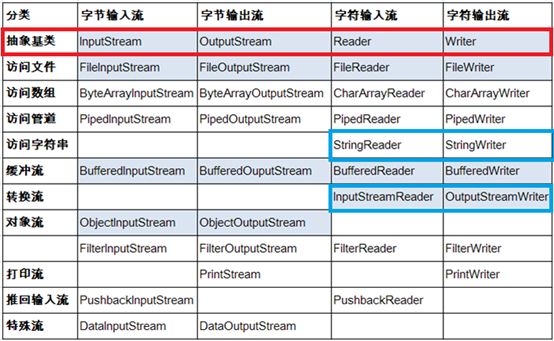 分类 字节输入流 字节输出流 字符输入流 字符输出流
抽象基类 InputStream OutputStream Reader Writer
访问文件 FileInputStream FileOutputStream FileReader FileWriter
访问数组 ByteArrayInputStream ByteArrayOutputStream CharArrayReader CharArrayWriter
访问管道 PipedInputStream PipedOutputStream PipedReader PipedWriter
访问字符串 StringReader StringWriter
缓冲流 BufferedInputStream BufferedOuputStream BufferedReader BufferedWriter
转换流 InputStreamReader OutputStreamWriter
对象流 ObjectInputStream ObjectOutputStream
FilterInputStream FilterOutputStream FilterReader FilterWriter
打印流 PrintStream PrintWriter
推回输入流 PushbackInputStream PushbackReader
特殊流 DataInputStream DataOutputStream